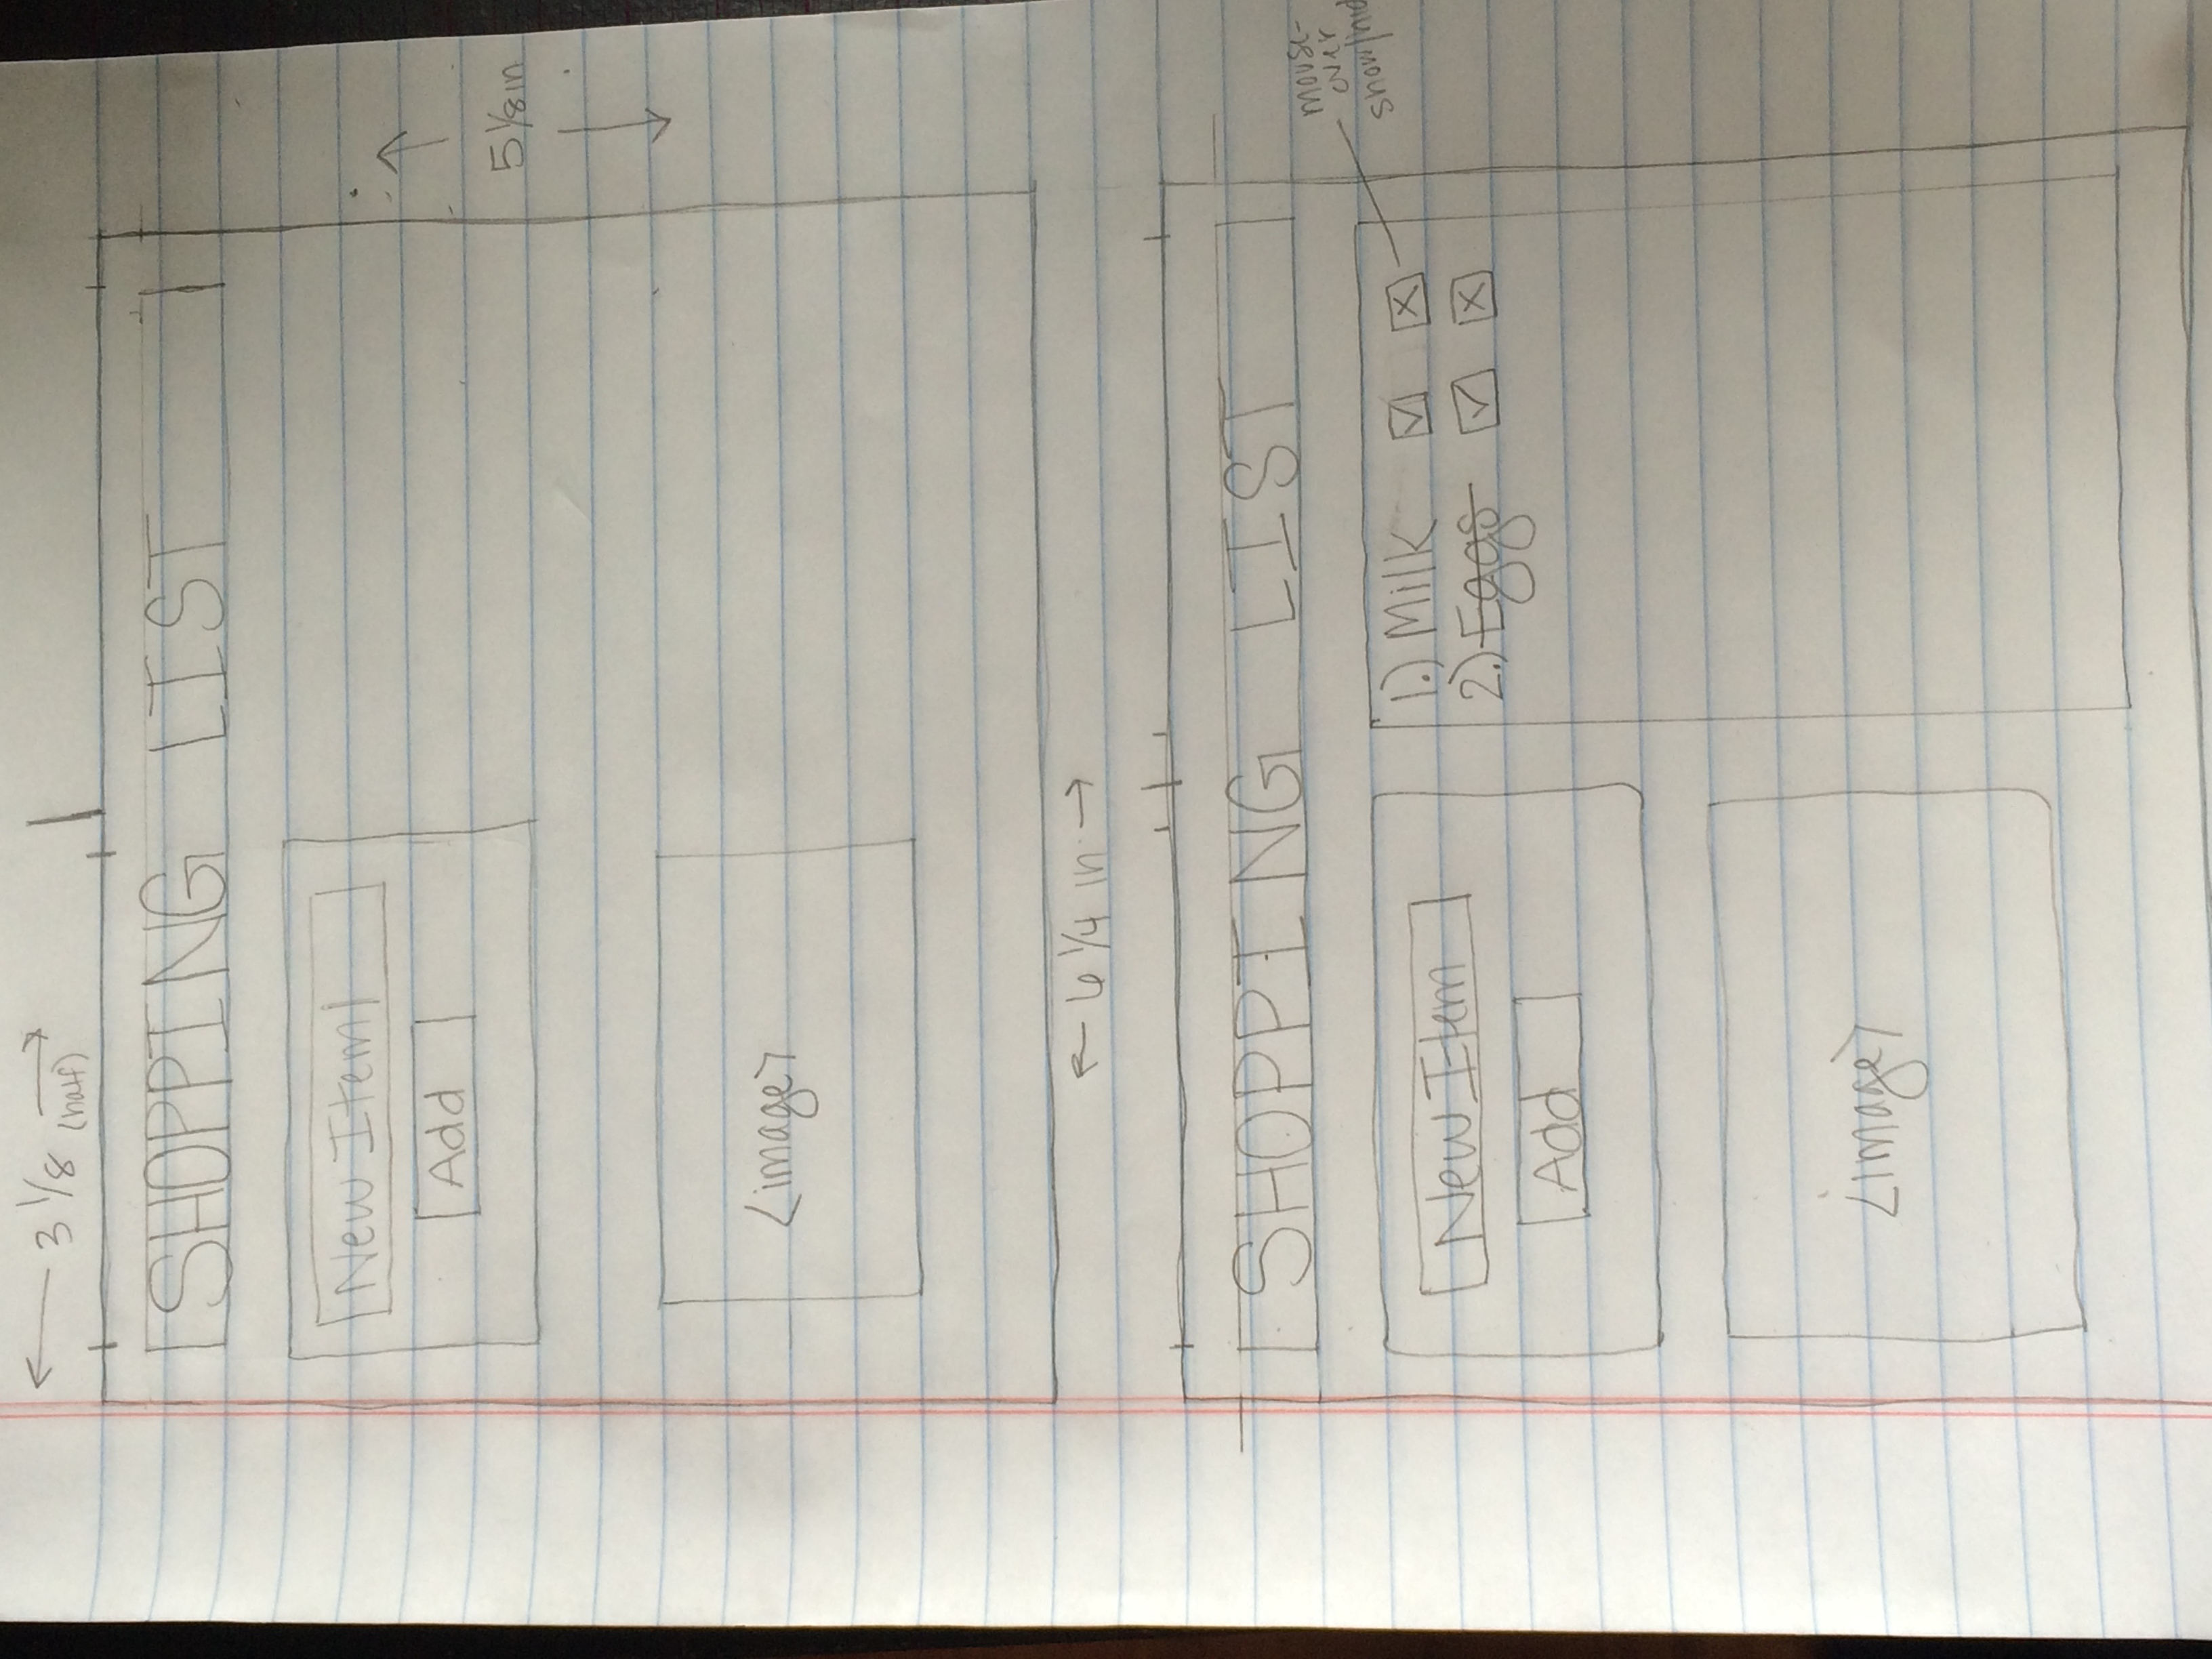 3 1/8 (half)
SHOPPING LIST
New Item
Add
5 1/8 in
<image>
6 1/4 in
SHOPPING LIST
mouse-
over
show/hid
1.) Milk
2.) Eggs
New Item
Add
<image>